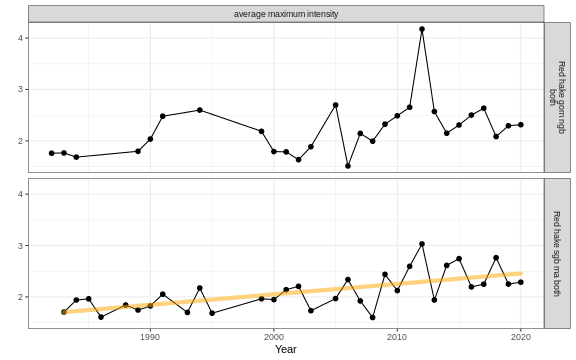 average maximum intensity
4
3
2
Red hake gom ngb
both
4
3
2
Red hake sgb ma both
1990
2000
2010
2020
Year